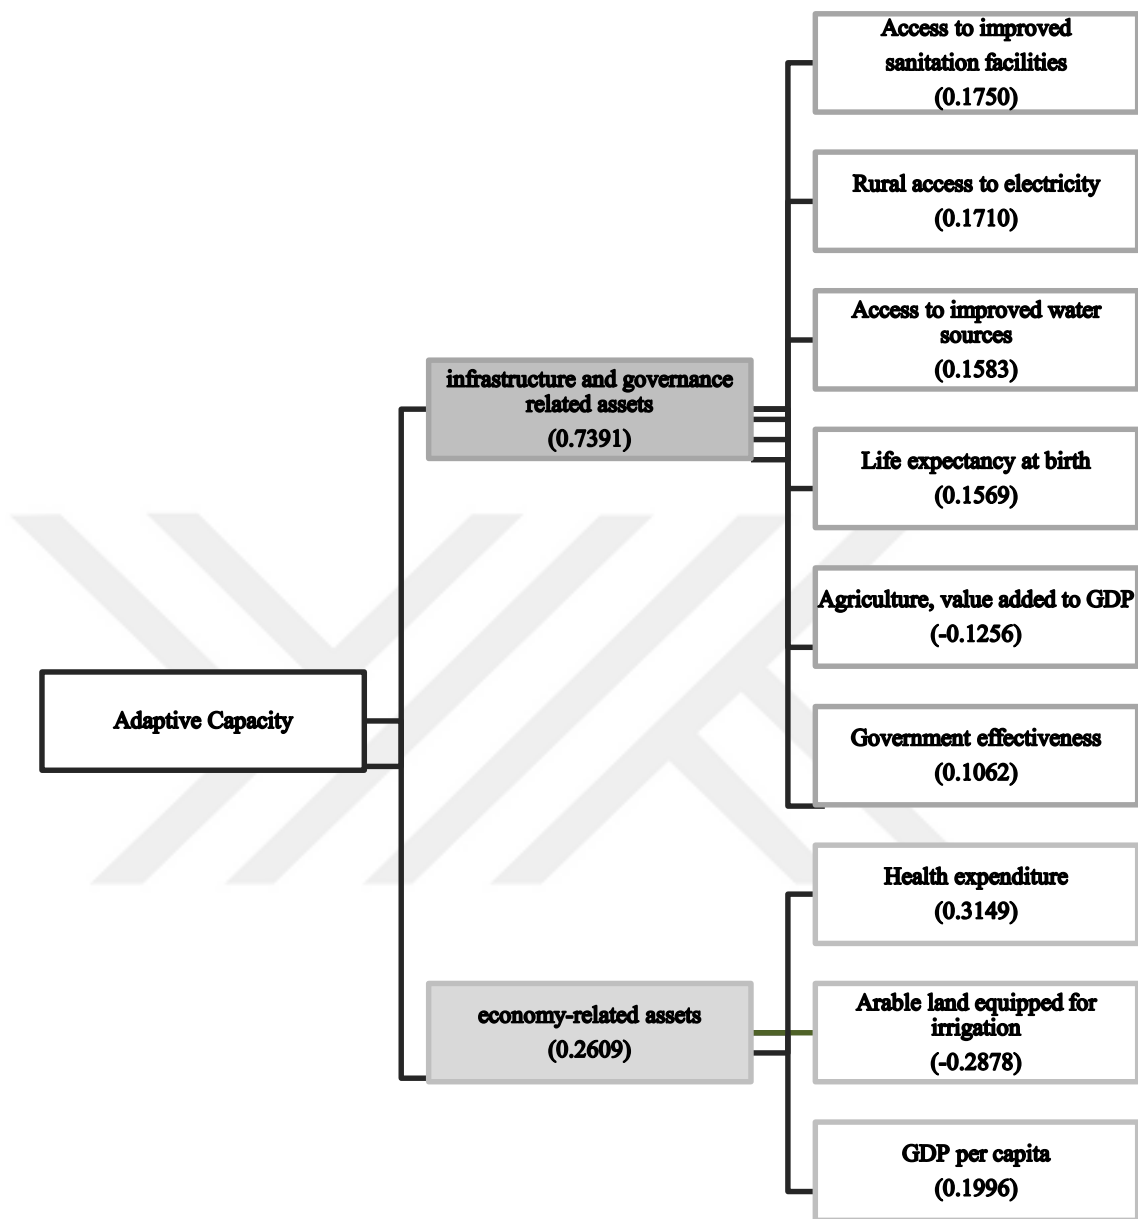 Access to improved
sanitation facilities
(0.1750)
Rural access to electricity
(0.1710)
Access to improved water
sources
(0.1583)
infrastructure and governance
related assets
(0.7391)
Life expectancy at birth
(0.1569)
Agriculture, value added to GDP
(-0.1256)
Adaptive Capacity
Government effectiveness
(0.1062)
Health expenditure
(0.3149)
economy-related assets
(0.2609)
Arable land equipped for
irrigation
(-0.2878)
GDP per capita
(0.1996)